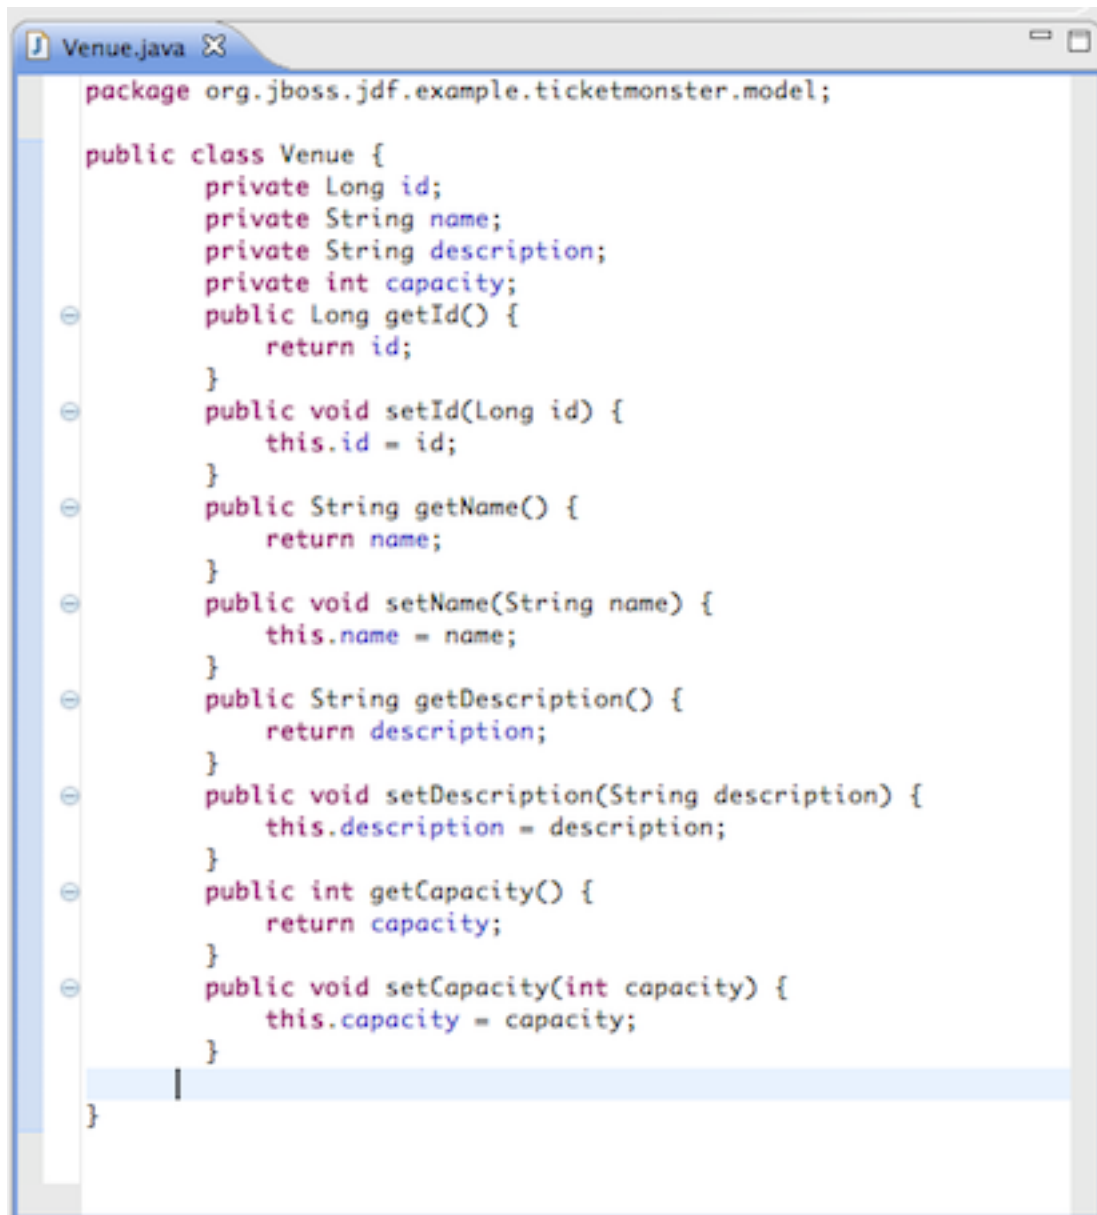 Venue.java
package org.jboss.jdf.example.ticketmonster.model;
public class Venue {
private Long id;
private String name;
private String description;
private int capacity;
public Long getId() {
return id;
}
public void setId(Long id) {
this.id = id;
}
public String getName() {
return name;
}
public void setName(String name) {
this.name = name;
}
public String getDescription() {
return description;
}
public void setDescription(String description) {
this.description = description;
}
public int getCapacity() {
return capacity;
}
public void setCapacity(int capacity) {
this.capacity = capacity;
}
}